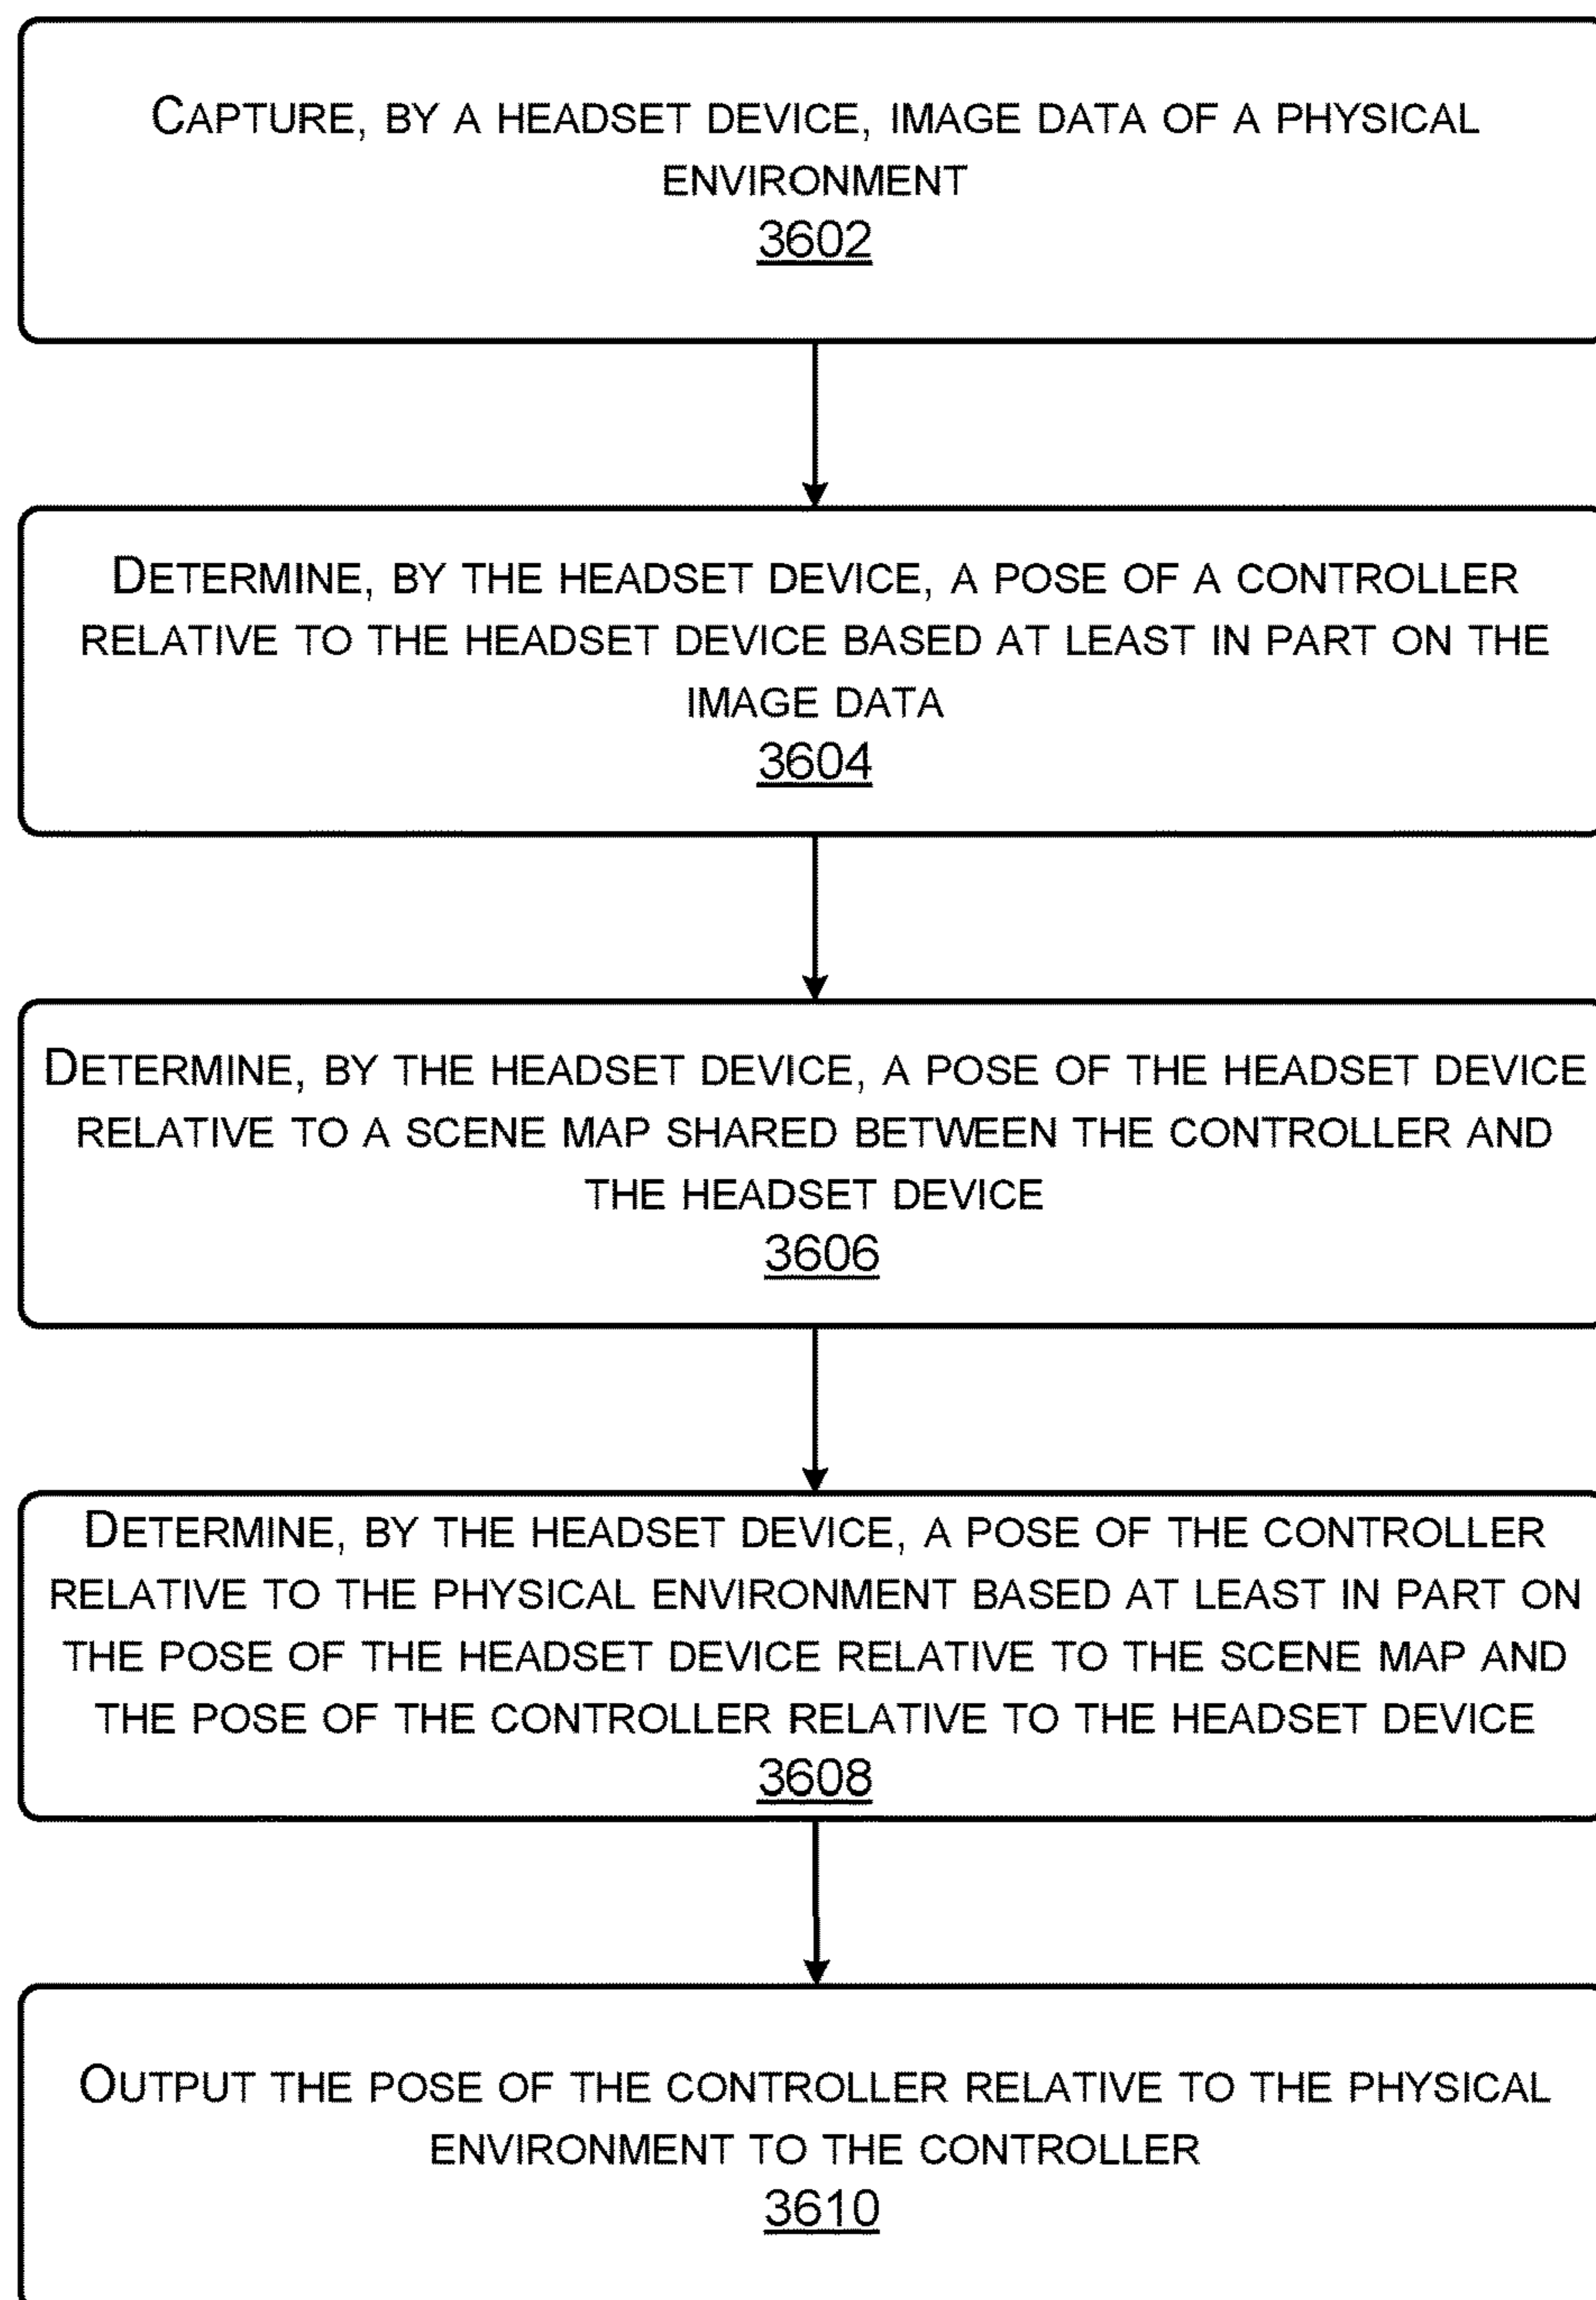 CAPTURE, BY A HEADSET DEVICE, IMAGE DATA OF A PHYSICAL
ENVIRONMENT
3602
DETERMINE, BY THE HEADSET DEVICE, A POSE OF A CONTROLLER
RELATIVE TO THE HEADSET DEVICE BASED AT LEAST IN PART ON THE
IMAGE DATA
3604
DETERMINE, BY THE HEADSET DEVICE, A POSE OF THE HEADSET DEVICE
RELATIVE TO A SCENE MAP SHARED BETWEEN THE CONTROLLER AND
THE HEADSET DEVICE
3606
DETERMINE, BY THE HEADSET DEVICE, A POSE OF THE CONTROLLER
RELATIVE TO THE PHYSICAL ENVIRONMENT BASED AT LEAST IN PART ON
THE POSE OF THE HEADSET DEVICE RELATIVE TO THE SCENE MAP AND
THE POSE OF THE CONTROLLER RELATIVE TO THE HEADSET DEVICE
3608
OUTPUT THE POSE OF THE CONTROLLER RELATIVE TO THE PHYSICAL
ENVIRONMENT TO THE CONTROLLER
3610